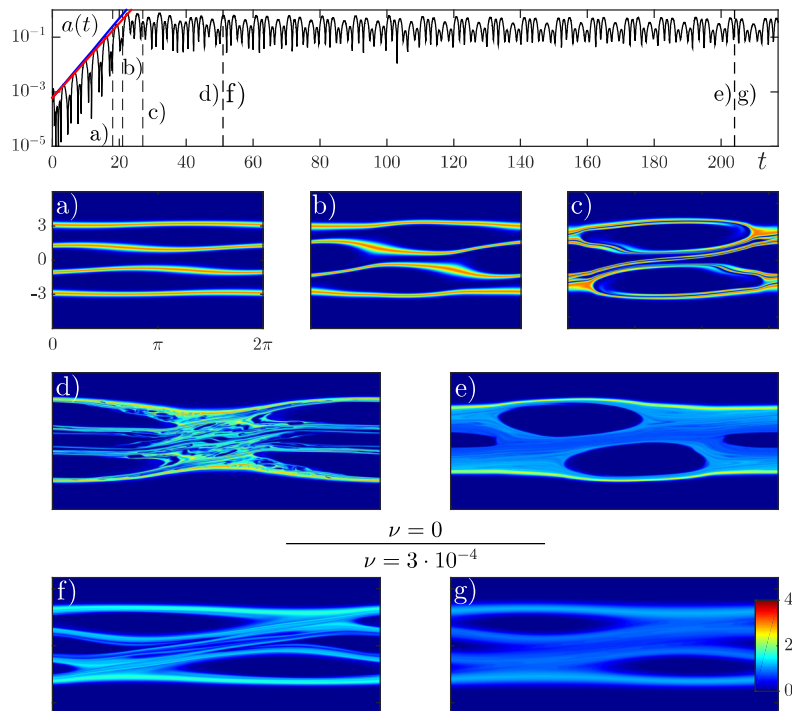 10⁻¹
a(t)
b)
10⁻³
d) f)
e) g)
c)
a)
10⁻⁵
0 20 40 60 80 100 120 140 160 180 200 t
a) b) c)
3
0
-3
0 π 2π
d) e)
ν = 0
ν = 3 · 10⁻⁴
f) g)
4
2
0